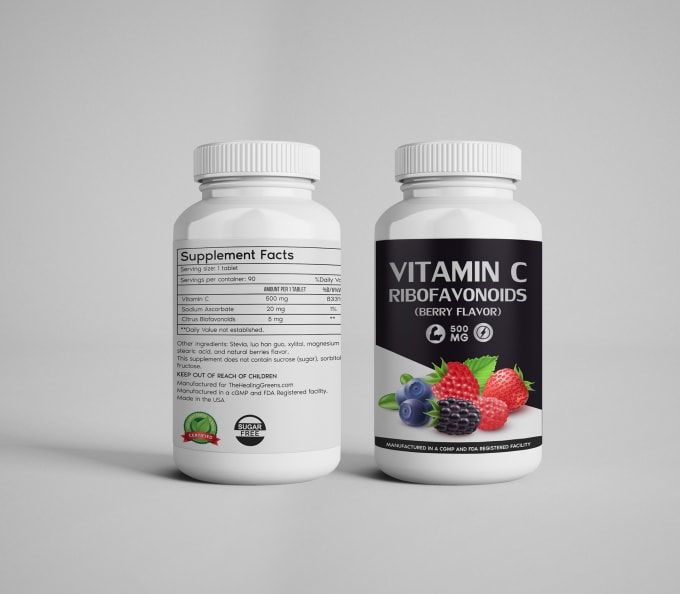 Supplement Facts
Serving size: 1 tablet
Servings per container: 90 %Daily
AMOUNT PER 1 TABLET
Vitamin C 500 mg
Sodium Ascorbate 20 mg 1%
Citrus Biofavonoids 5 mg **
**Daily Value not established.
Other ingredients: Stevia, luo han guo, xylital, magnesium
stearic acid, and natural berries flavor.
This supplement does not contain sucrose (sugar),
fructose.
KEEP OUT OF REACH OF CHILDREN
Manufactured for TheHealingGreens.com
Manufactured in a cGMP and FDA Registered facility.
Made in the USA
CERTIFIED
SUGAR
FREE
VITAMIN C
RIBOFAVONOIDS
(BERRY FLAVOR)
500
MG
MANUFACTURED IN A CGMP AND FDA REGISTERED FACILITY